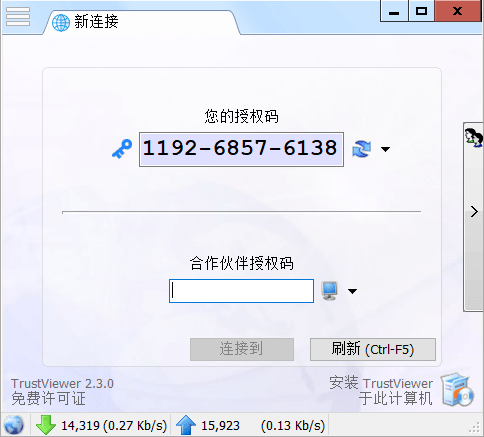 新连接
您的授权码
1192-6857-6138
合作伙伴授权码
连接到
刷新 (Ctrl-F5)
TrustViewer 2.3.0
免费许可证
安装 TrustViewer
于此计算机
14,319 (0.27 Kb/s) 15,923 (0.13 Kb/s)